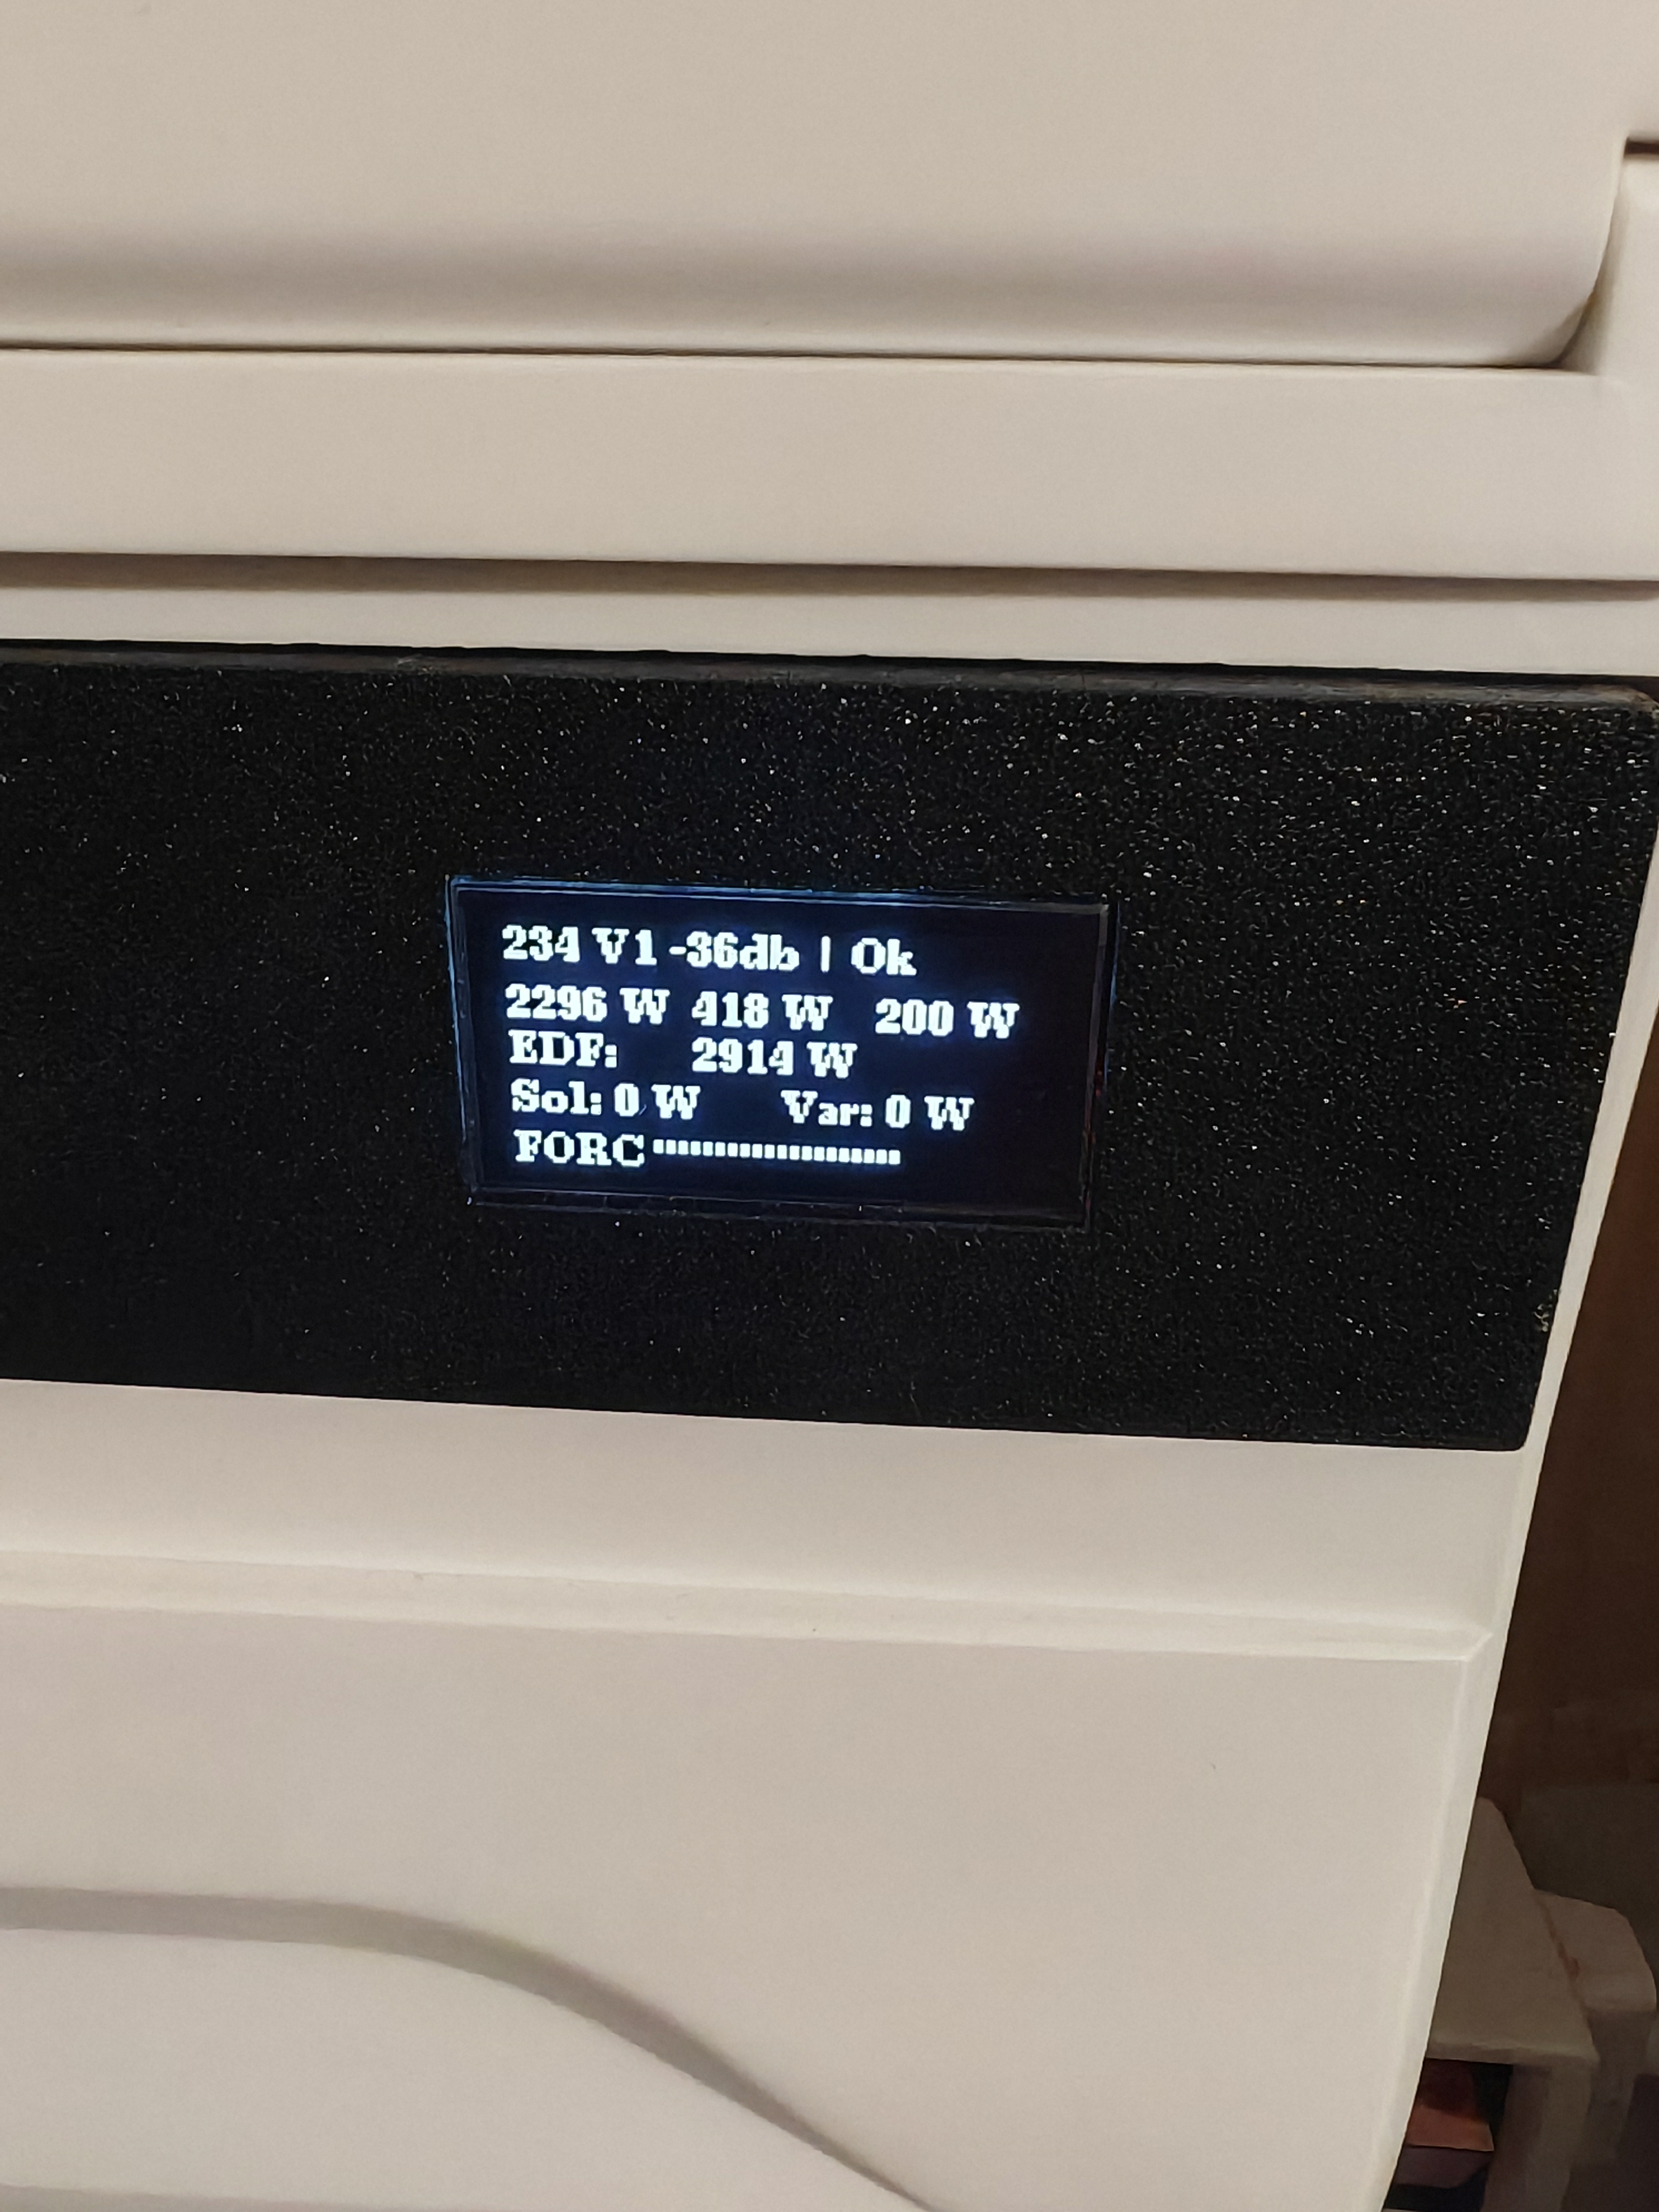 234 V1 -36db | Ok
2296 W 418 W 200 W
EDF: 2914 W
Sol: 0 W Var: 0 W
FORC